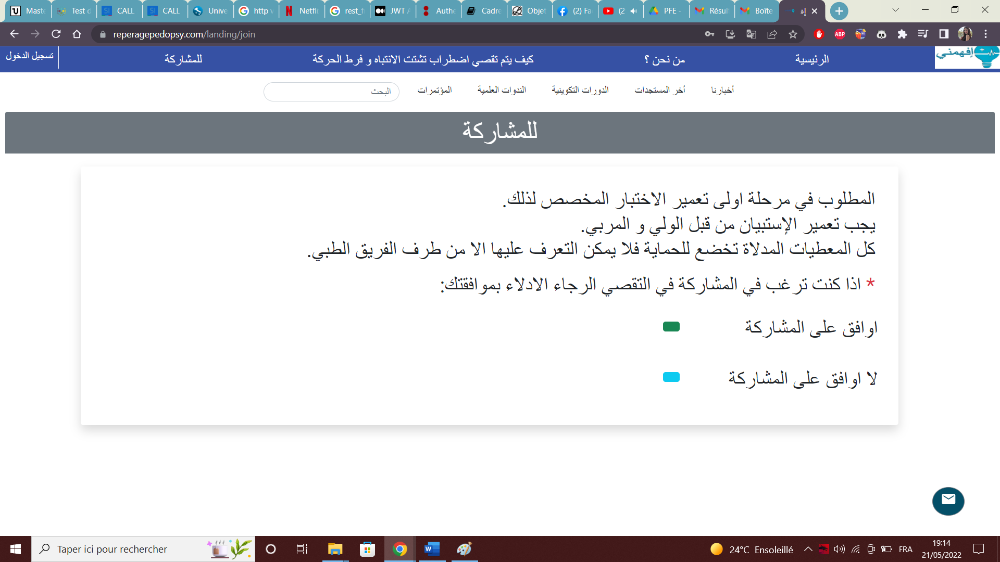 Maste
Test d
CALL
CALL
Unive
http v
Netfli
rest_f
JWT A
Authe
Cadre
Objet
(2) Fa
(2
PFE -
Résul
Boîte
إف
reperagepedopsy.com/landing/join
إفهمني
الرئيسية
من نحن ؟
كيف يتم تقصي اضطراب تشتت الانتباه و فرط الحركة
للمشاركة
تسجيل الدخول
أخبارنا
أخر المستجدات
الدورات التكوينية
الندوات العلمية
المؤتمرات
البحث
للمشاركة
المطلوب في مرحلة اولى تعمير الاختبار المخصص لذلك.
يجب تعمير الإستبيان من قبل الولي و المربي.
كل المعطيات المدلاة تخضع للحماية فلا يمكن التعرف عليها الا من طرف الفريق الطبي.
* اذا كنت ترغب في المشاركة في التقصي الرجاء الادلاء بموافقتك:
اوافق على المشاركة
لا اوافق على المشاركة
Taper ici pour rechercher
24°C Ensoleillé
FRA
19:14
21/05/2022